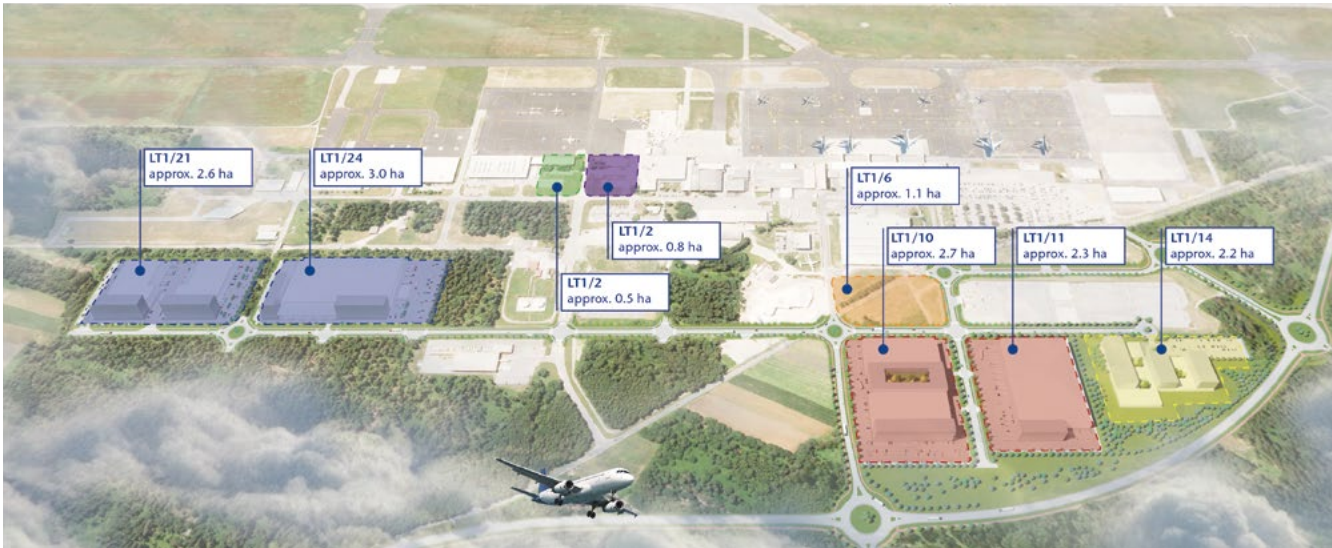 LT1/21
approx. 2.6 ha
LT1/24
approx. 3.0 ha
LT1/2
approx. 0.8 ha
LT1/2
approx. 0.5 ha
LT1/6
approx. 1.1 ha
LT1/10
approx. 2.7 ha
LT1/11
approx. 2.3 ha
LT1/14
approx. 2.2 ha